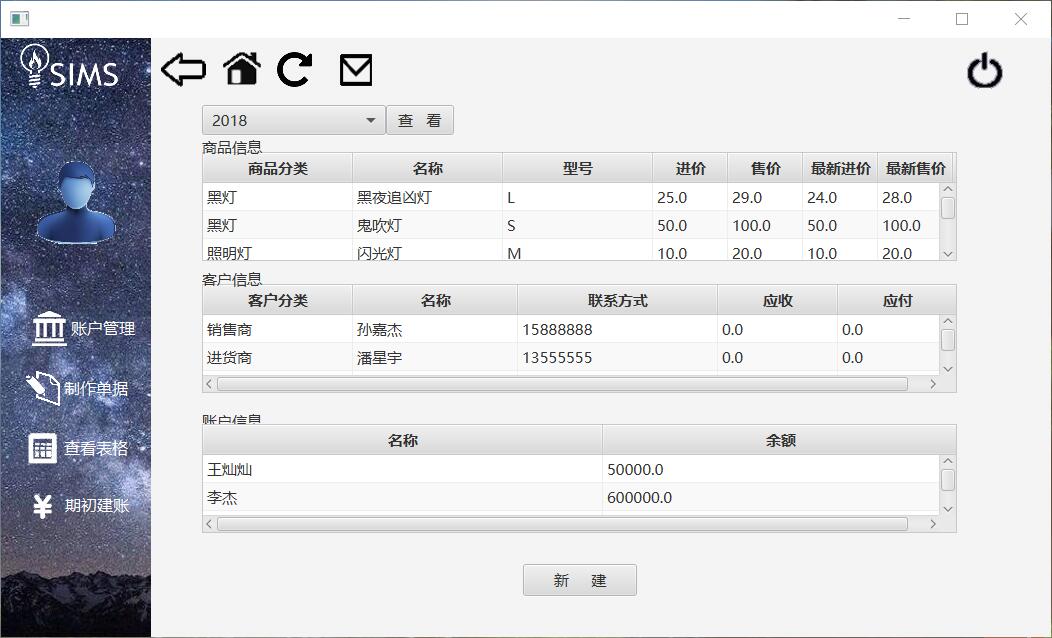 SIMS
账户管理
制作单据
查看表格
期初建账
2018
查 看
商品信息
商品分类 名称 型号 进价 售价 最新进价 最新售价
黑灯 黑夜追凶灯 L 25.0 29.0 24.0 28.0
黑灯 鬼吹灯 S 50.0 100.0 50.0 100.0
照明灯 闪光灯 M 10.0 20.0 10.0 20.0
客户信息
客户分类 名称 联系方式 应收 应付
销售商 孙嘉杰 15888888 0.0 0.0
进货商 潘星宇 13555555 0.0 0.0
账户信息
名称 余额
王灿灿 50000.0
李杰 600000.0
新 建